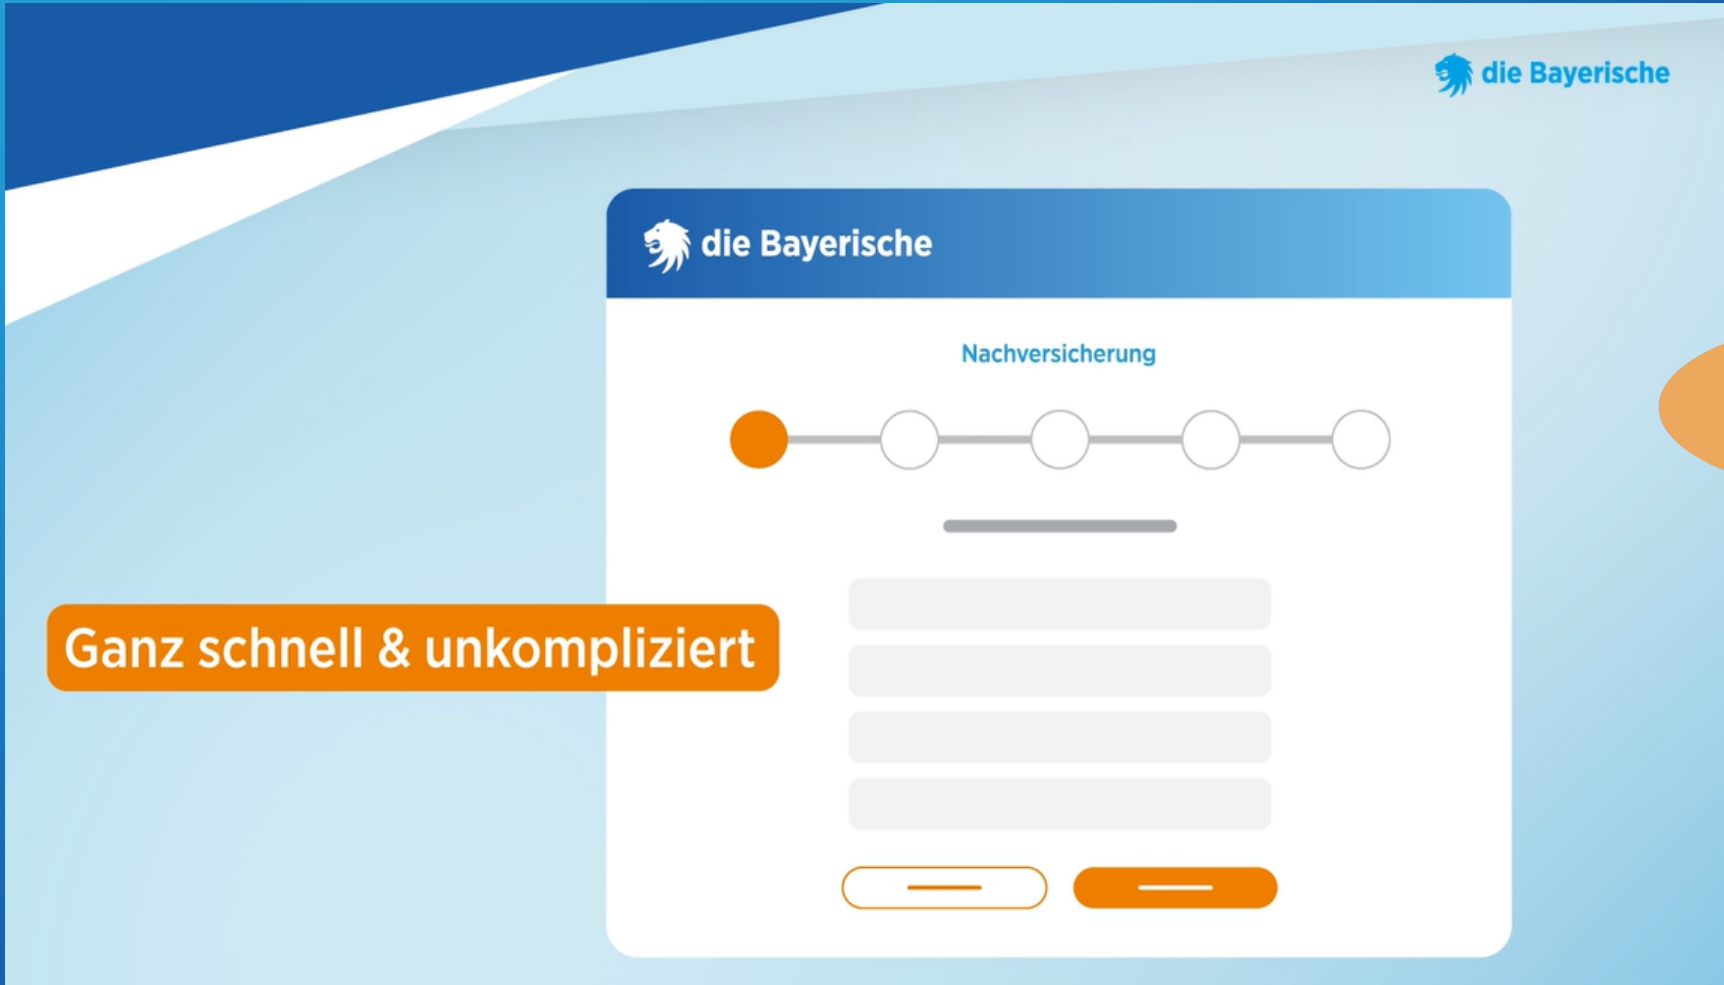 die Bayerische
die Bayerische
Nachversicherung
Ganz schnell & unkompliziert